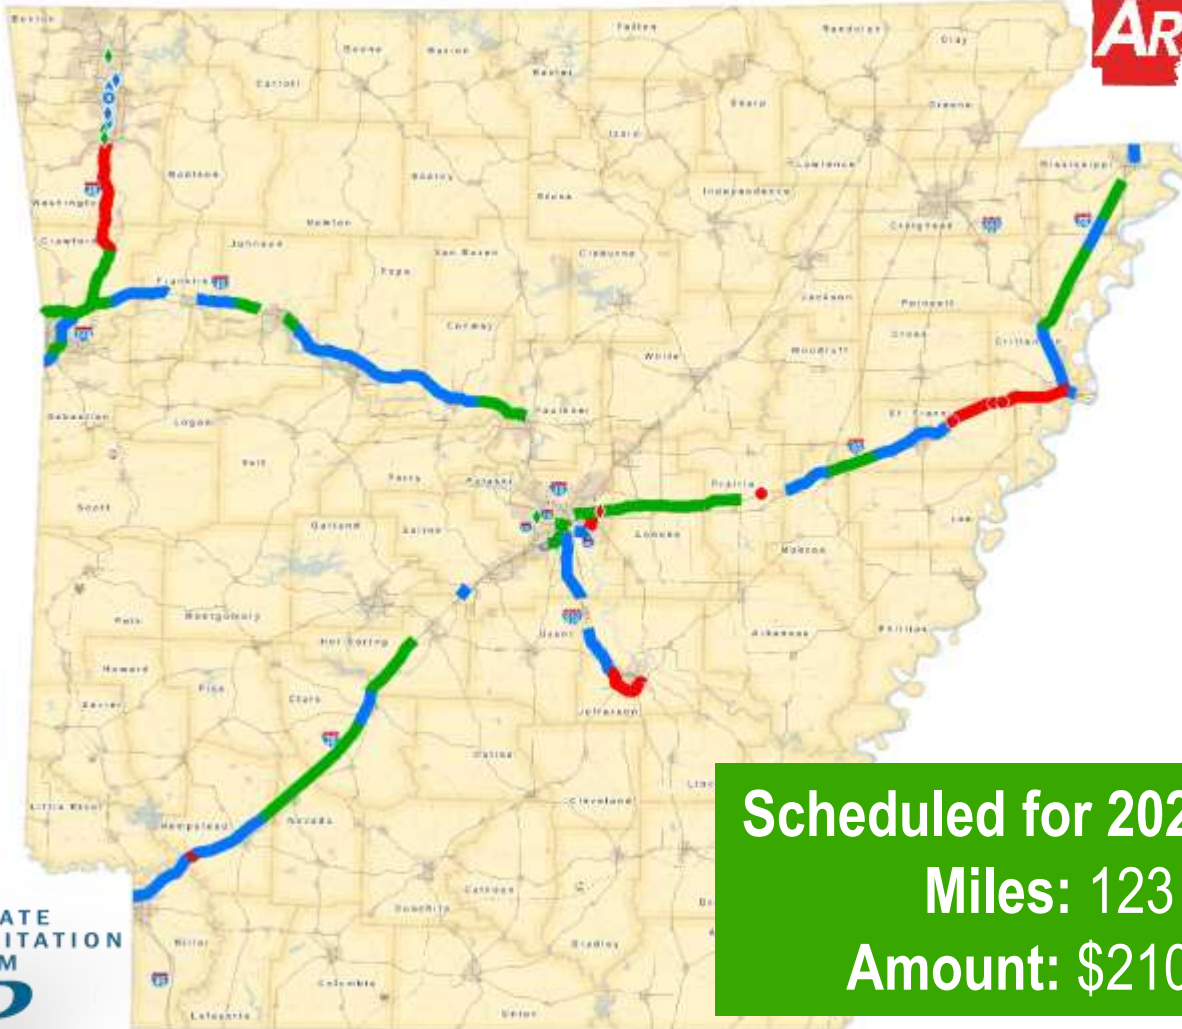 AR
Benton
Boone
Marion
Fulton
Randolph
Clay
Carroll
Baxter
Sharp
Greene
Izard
Lawrence
Mississippi
Madison
Searcy
Stone
Independence
Washington
Newton
Craighead
Crawford
Johnson
Van Buren
Cleburne
Franklin
Pope
Jackson
Poinsett
Conway
Cross
Crittenden
White
Woodruff
Sebastian
Logan
Faulkner
St. Francis
Yell
Perry
Pulaski
Prairie
Scott
Garland
Saline
Lonoke
Lee
Monroe
Polk
Montgomery
Hot Spring
Grant
Arkansas
Phillips
Howard
Pike
Clark
Sevier
Jefferson
Dallas
Linc
Little River
Cleveland
Hempstead
Nevada
Scheduled for 202
Miles: 123
Amount: $210
Calhoun
Ouachita
Bradley
ATE
ITATION
M
Miller
Columbia
Lafayette
Union